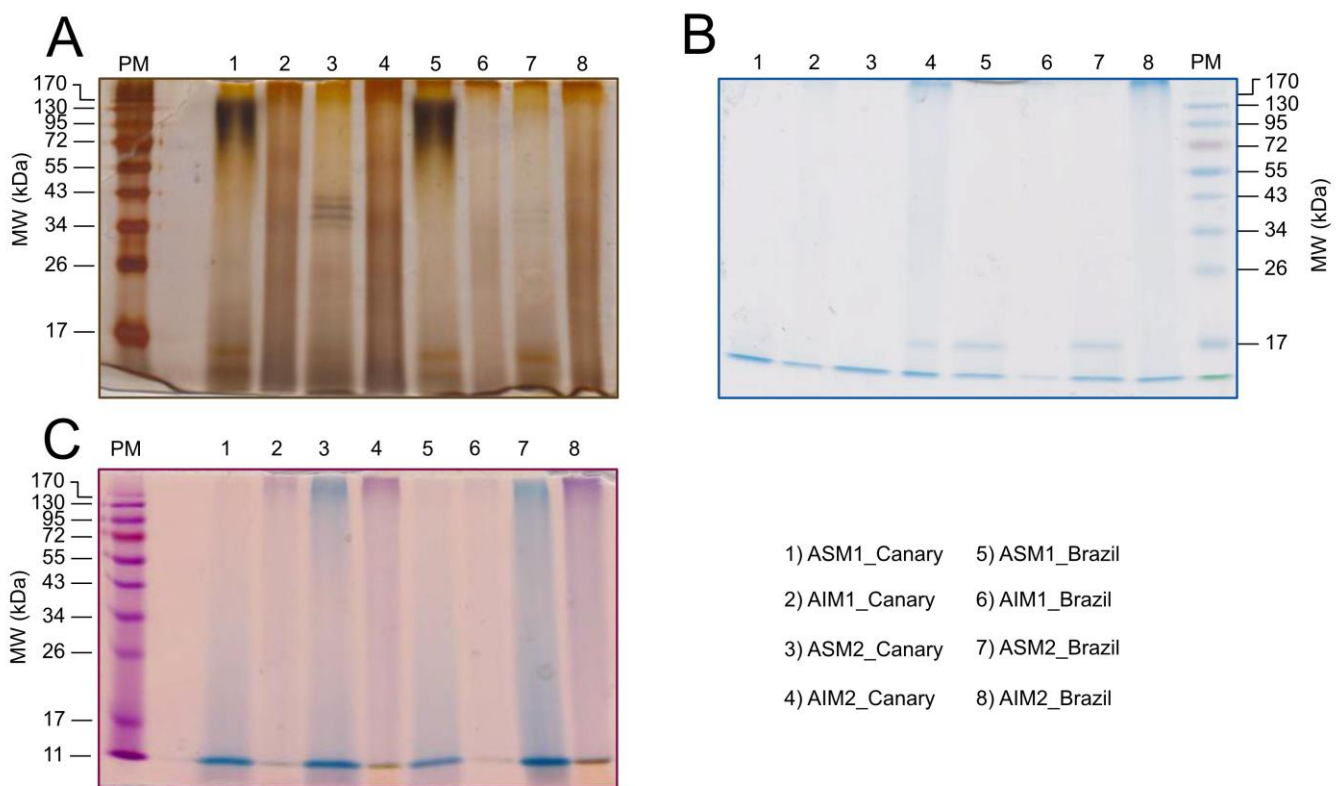 A
PM 1 2 3 4 5 6 7 8
170
130
95
72
55
43
34
26
17
MW (kDa)
B
1 2 3 4 5 6 7 8 PM
170
130
95
72
55
43
34
26
17
MW (kDa)
C
PM 1 2 3 4 5 6 7 8
170
130
95
72
55
43
34
26
17
11
MW (kDa)
1) ASM1_Canary 5) ASM1_Brazil
2) AIM1_Canary 6) AIM1_Brazil
3) ASM2_Canary 7) ASM2_Brazil
4) AIM2_Canary 8) AIM2_Brazil